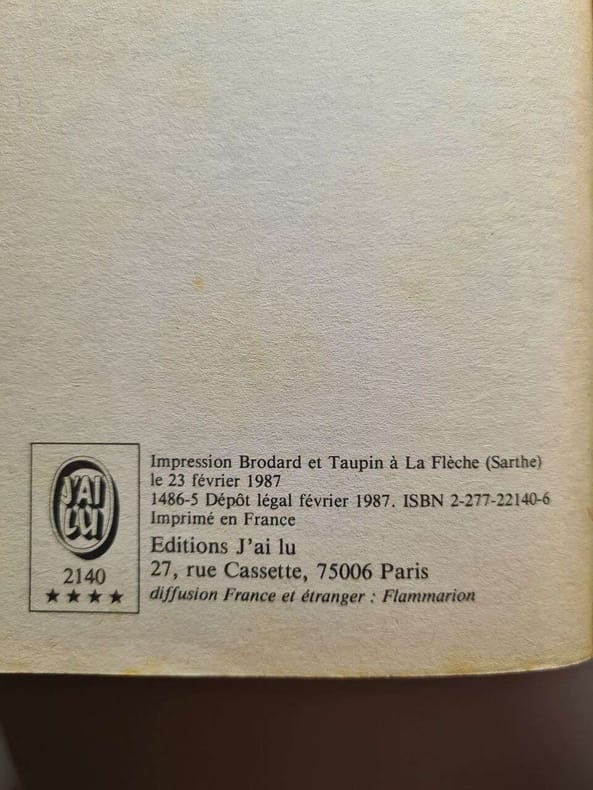 Impression Brodard et Taupin à La Flèche (Sarthe)
le 23 février 1987
1486-5 Dépôt légal février 1987. ISBN 2-277-22140-6
Imprimé en France
Editions J'ai lu
27, rue Cassette, 75006 Paris
diffusion France et étranger : Flammarion
J'AI
LU
2140
★★★★